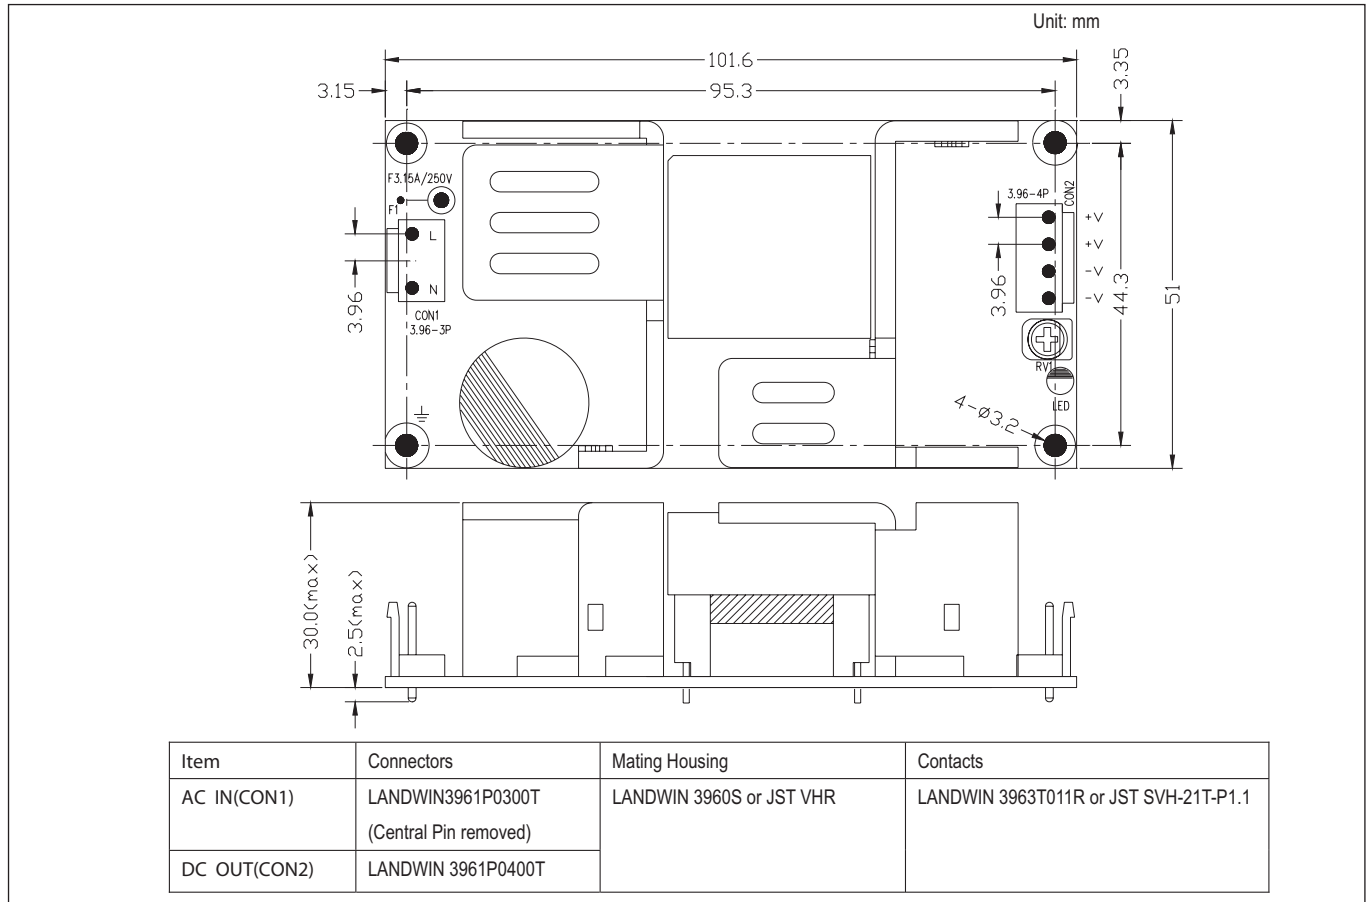 Unit: mm
101.6
3.35
3.15
95.3
F3.15A/250V
3.96-4P
CON2
F1
L
+V
+V
3.96
N
3.96
-V
44.3
51
-V
CON1
3.96-3P
RV1
4-ø3.2
LED
30.0(max)
2.5(max)
Item Connectors Mating Housing Contacts
AC IN(CON1) LANDWIN3961P0300T LANDWIN 3960S or JST VHR LANDWIN 3963T011R or JST SVH-21T-P1.1
(Central Pin removed)
DC OUT(CON2) LANDWIN 3961P0400T